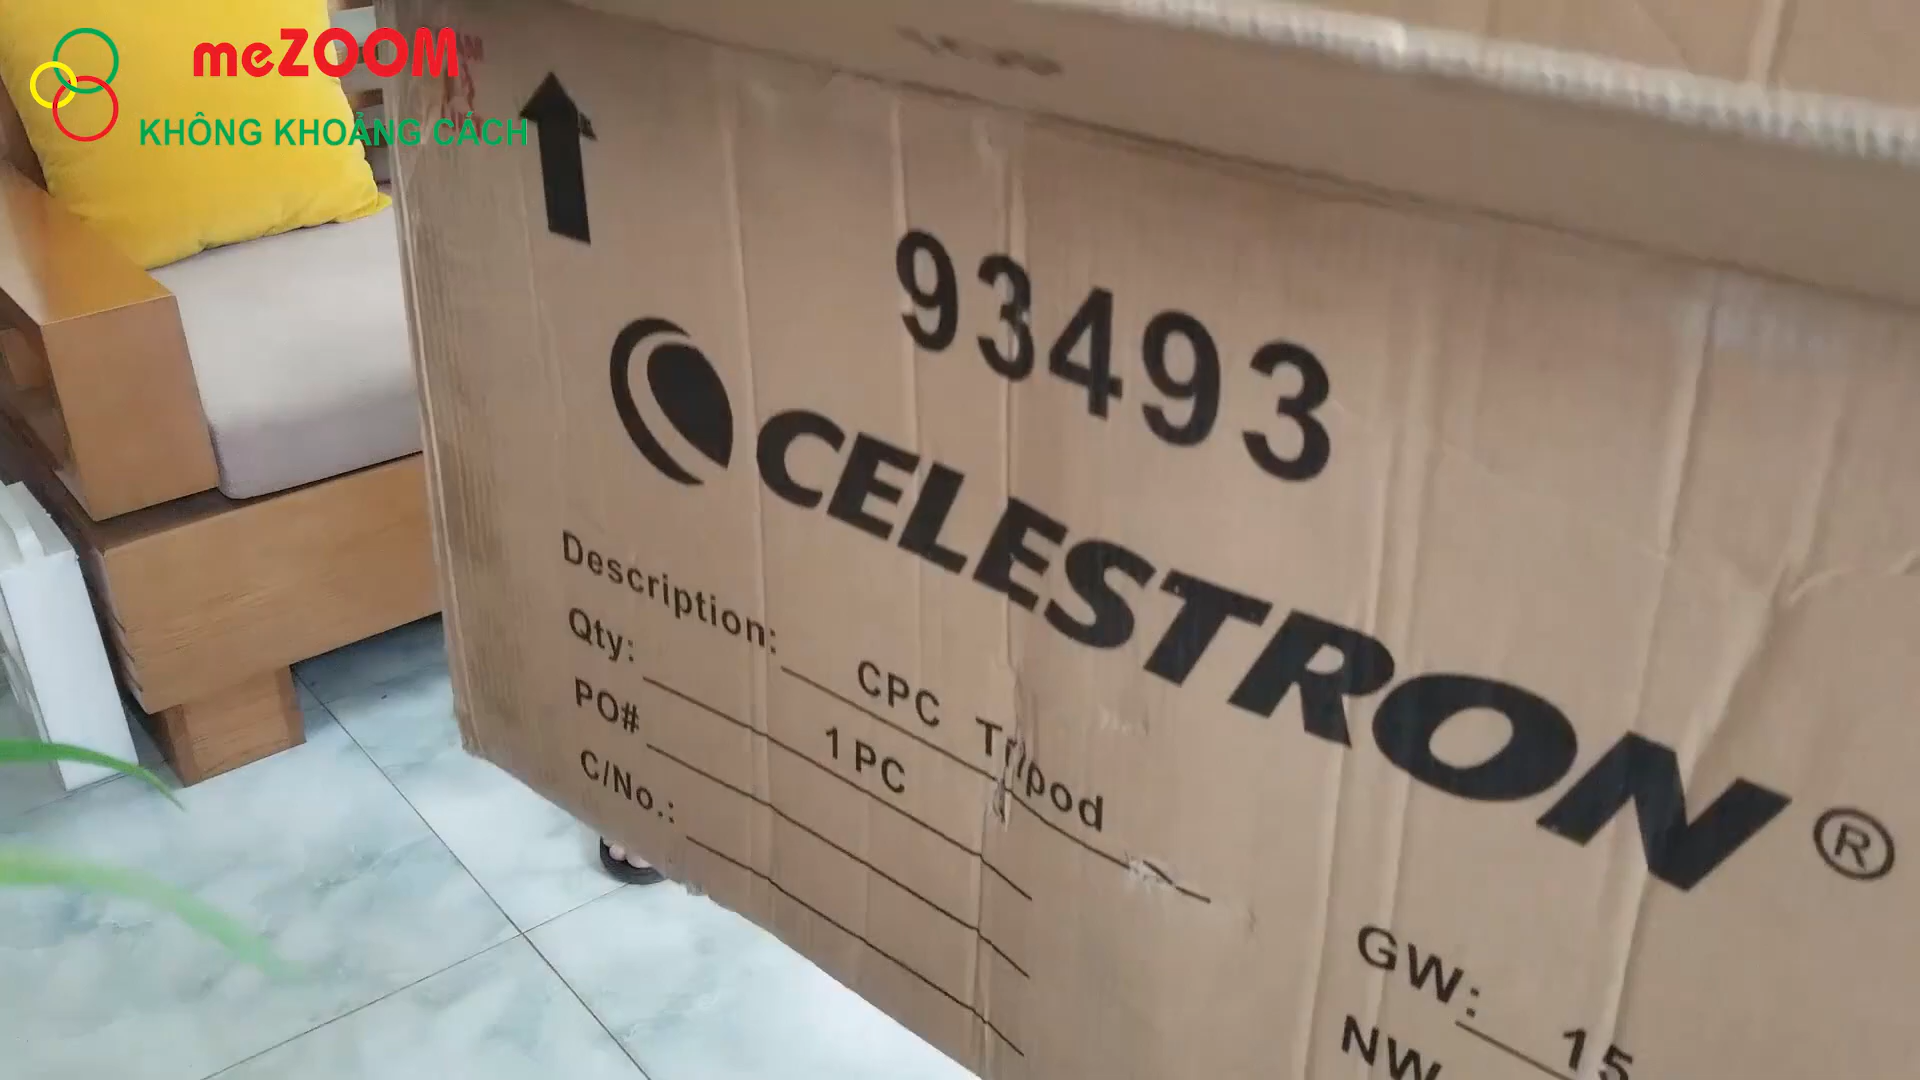 meZOOM
KHÔNG KHOẢNG CÁCH
93493
CELESTRON®
Description: CPC Tripod
Qty: 1 PC
PO#
C/No.:
GW: 15
NW